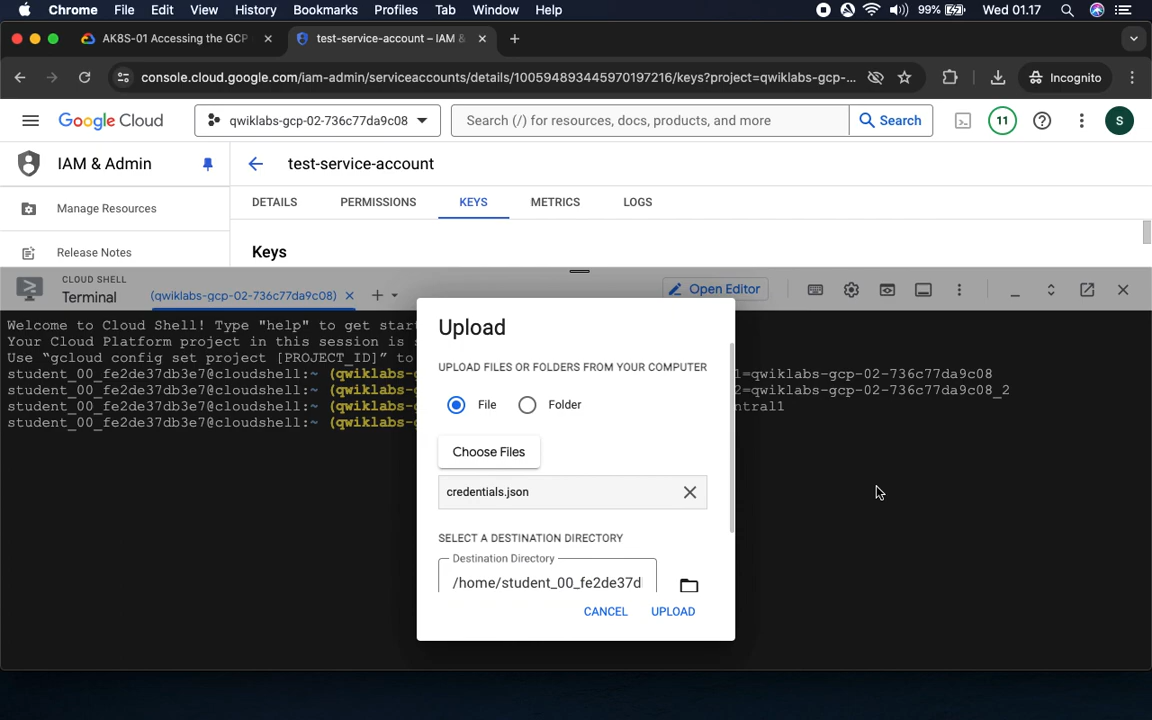 Chrome File Edit View History Bookmarks Profiles Tab Window Help 99% Wed 01.17
AK8S-01 Accessing the GCP test-service-account – IAM &
console.cloud.google.com/iam-admin/serviceaccounts/details/100594893445970197216/keys?project=qwiklabs-gcp-... Incognito
Google Cloud qwiklabs-gcp-02-736c77da9c08 Search (/) for resources, docs, products, and more Search 11 S
IAM & Admin test-service-account
Manage Resources DETAILS PERMISSIONS KEYS METRICS LOGS
Release Notes Keys
CLOUD SHELL
Terminal (qwiklabs-gcp-02-736c77da9c08) Open Editor
Welcome to Cloud Shell! Type "help" to get star
Your Cloud Platform project in this session is s
Use “gcloud config set project [PROJECT_ID]” to
student_00_fe2de37db3e7@cloudshell:~ (qwiklabs-g =qwiklabs-gcp-02-736c77da9c08
student_00_fe2de37db3e7@cloudshell:~ (qwiklabs-g 2=qwiklabs-gcp-02-736c77da9c08_2
student_00_fe2de37db3e7@cloudshell:~ (qwiklabs-g ntral1
student_00_fe2de37db3e7@cloudshell:~ (qwiklabs-g
Upload
UPLOAD FILES OR FOLDERS FROM YOUR COMPUTER
File Folder
Choose Files
credentials.json
SELECT A DESTINATION DIRECTORY
Destination Directory
/home/student_00_fe2de37d
CANCEL UPLOAD